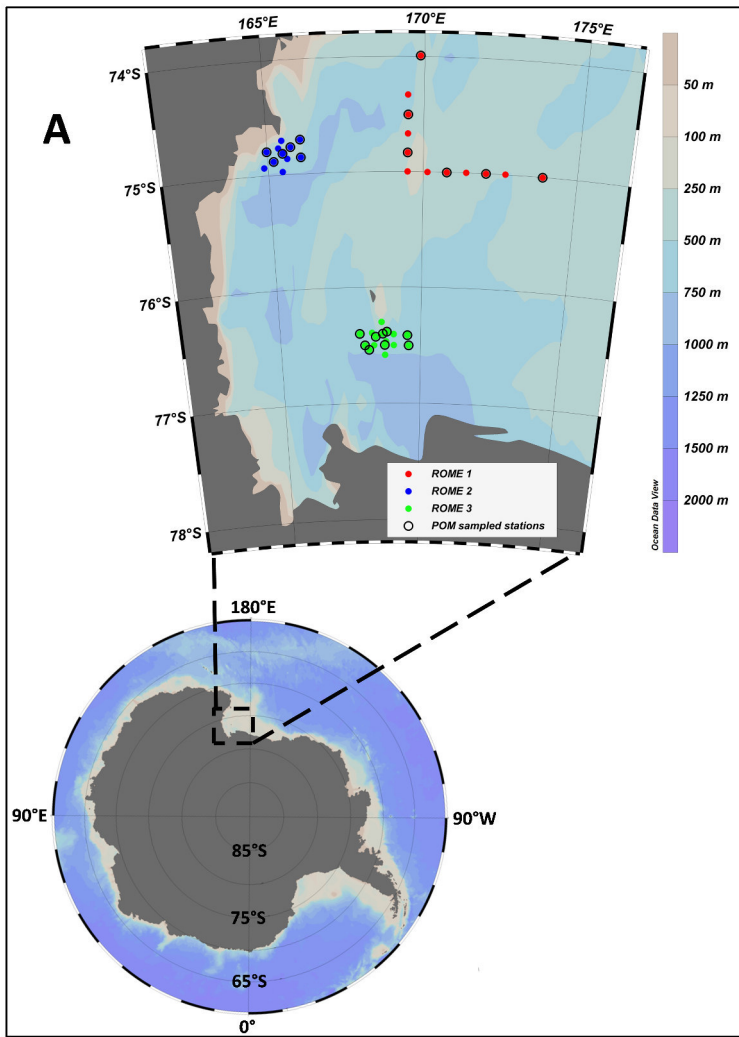 165°E
170°E
175°E
74°S
A
75°S
76°S
77°S
78°S
50 m
100 m
250 m
500 m
750 m
1000 m
1250 m
1500 m
2000 m
Ocean Data View
ROME 1
ROME 2
ROME 3
POM sampled stations
180°E
90°E
90°W
85°S
75°S
65°S
0°